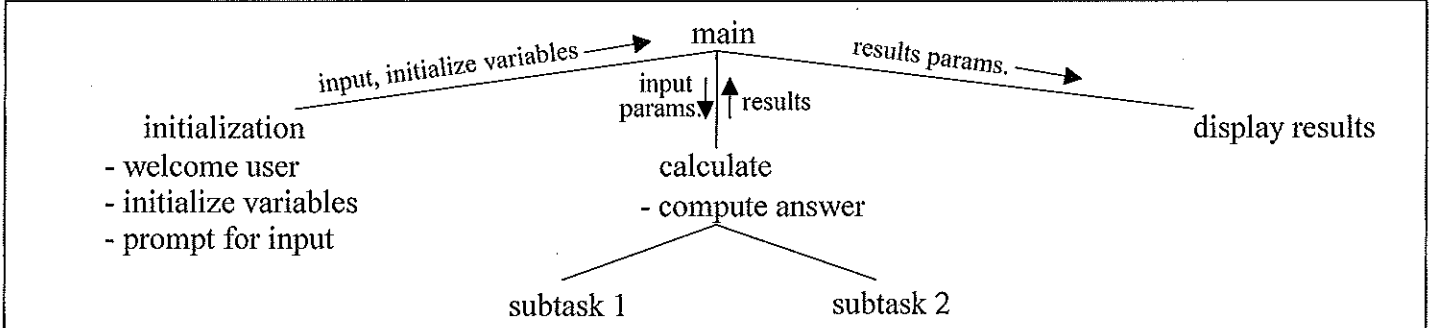 main
input, initialize variables
results params.
input
params.
results
initialization
- welcome user
- initialize variables
- prompt for input
calculate
- compute answer
display results
subtask 1
subtask 2